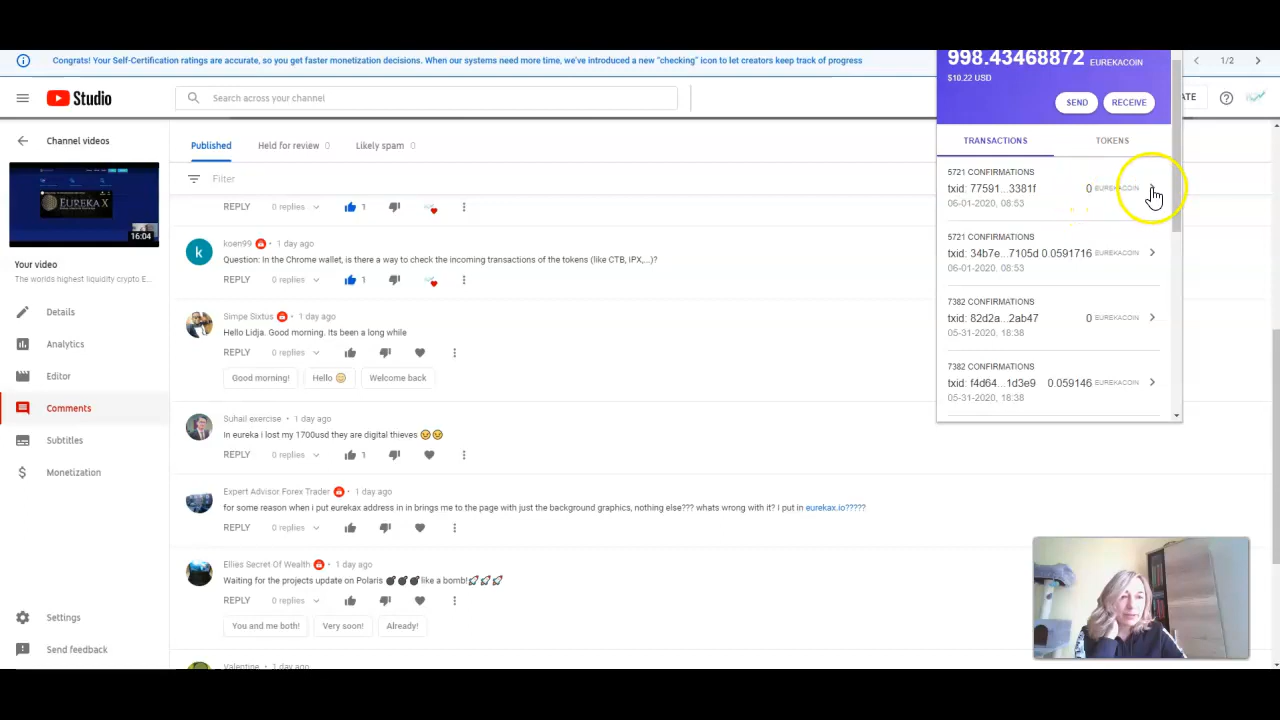 Congrats! Your Self-Certification ratings are accurate, so you get faster monetization decisions. When our systems need more time, we've introduced a new "checking" icon to let creators keep track of progress
1/2
Studio
Search across your channel
ATE
Channel videos
EUREKA X
16:04
Your video
The worlds highest liquidity crypto E...
Details
Analytics
Editor
Comments
Subtitles
Monetization
Settings
Send feedback
Published
Held for review 0
Likely spam 0
Filter
REPLY 0 replies 1
koen99 • 1 day ago
Question: In the Chrome wallet, is there a way to check the incoming transactions of the tokens (like CTB, IPX,...)?
REPLY 0 replies 1
Simpe Sixtus • 1 day ago
Hello Lidja. Good morning. Its been a long while
REPLY 0 replies
Good morning! Hello 😊 Welcome back
Suhail exercise • 1 day ago
In eureka i lost my 1700usd they are digital thieves
REPLY 0 replies 1
Expert Advisor Forex Trader • 1 day ago
for some reason when i put eurekax address in in brings me to the page with just the background graphics, nothing else??? whats wrong with it? I put in eurekax.io?????
REPLY 0 replies
Ellies Secret Of Wealth • 1 day ago
Waiting for the projects update on Polaris 💣💣💣like a bomb!🚀🚀🚀
REPLY 0 replies
You and me both! Very soon! Already!
Valentine • 1 day ago
998.43468872 EUREKACOIN
$10.22 USD
SEND RECEIVE
TRANSACTIONS TOKENS
5721 CONFIRMATIONS
txid: 77591...3381f 0 EUREKACOIN
06-01-2020, 08:53
5721 CONFIRMATIONS
txid: 34b7e...7105d 0.0591716 EUREKACOIN
06-01-2020, 08:53
7382 CONFIRMATIONS
txid: 82d2a...2ab47 0 EUREKACOIN
05-31-2020, 18:38
7382 CONFIRMATIONS
txid: f4d64...1d3e9 0.059146 EUREKACOIN
05-31-2020, 18:38